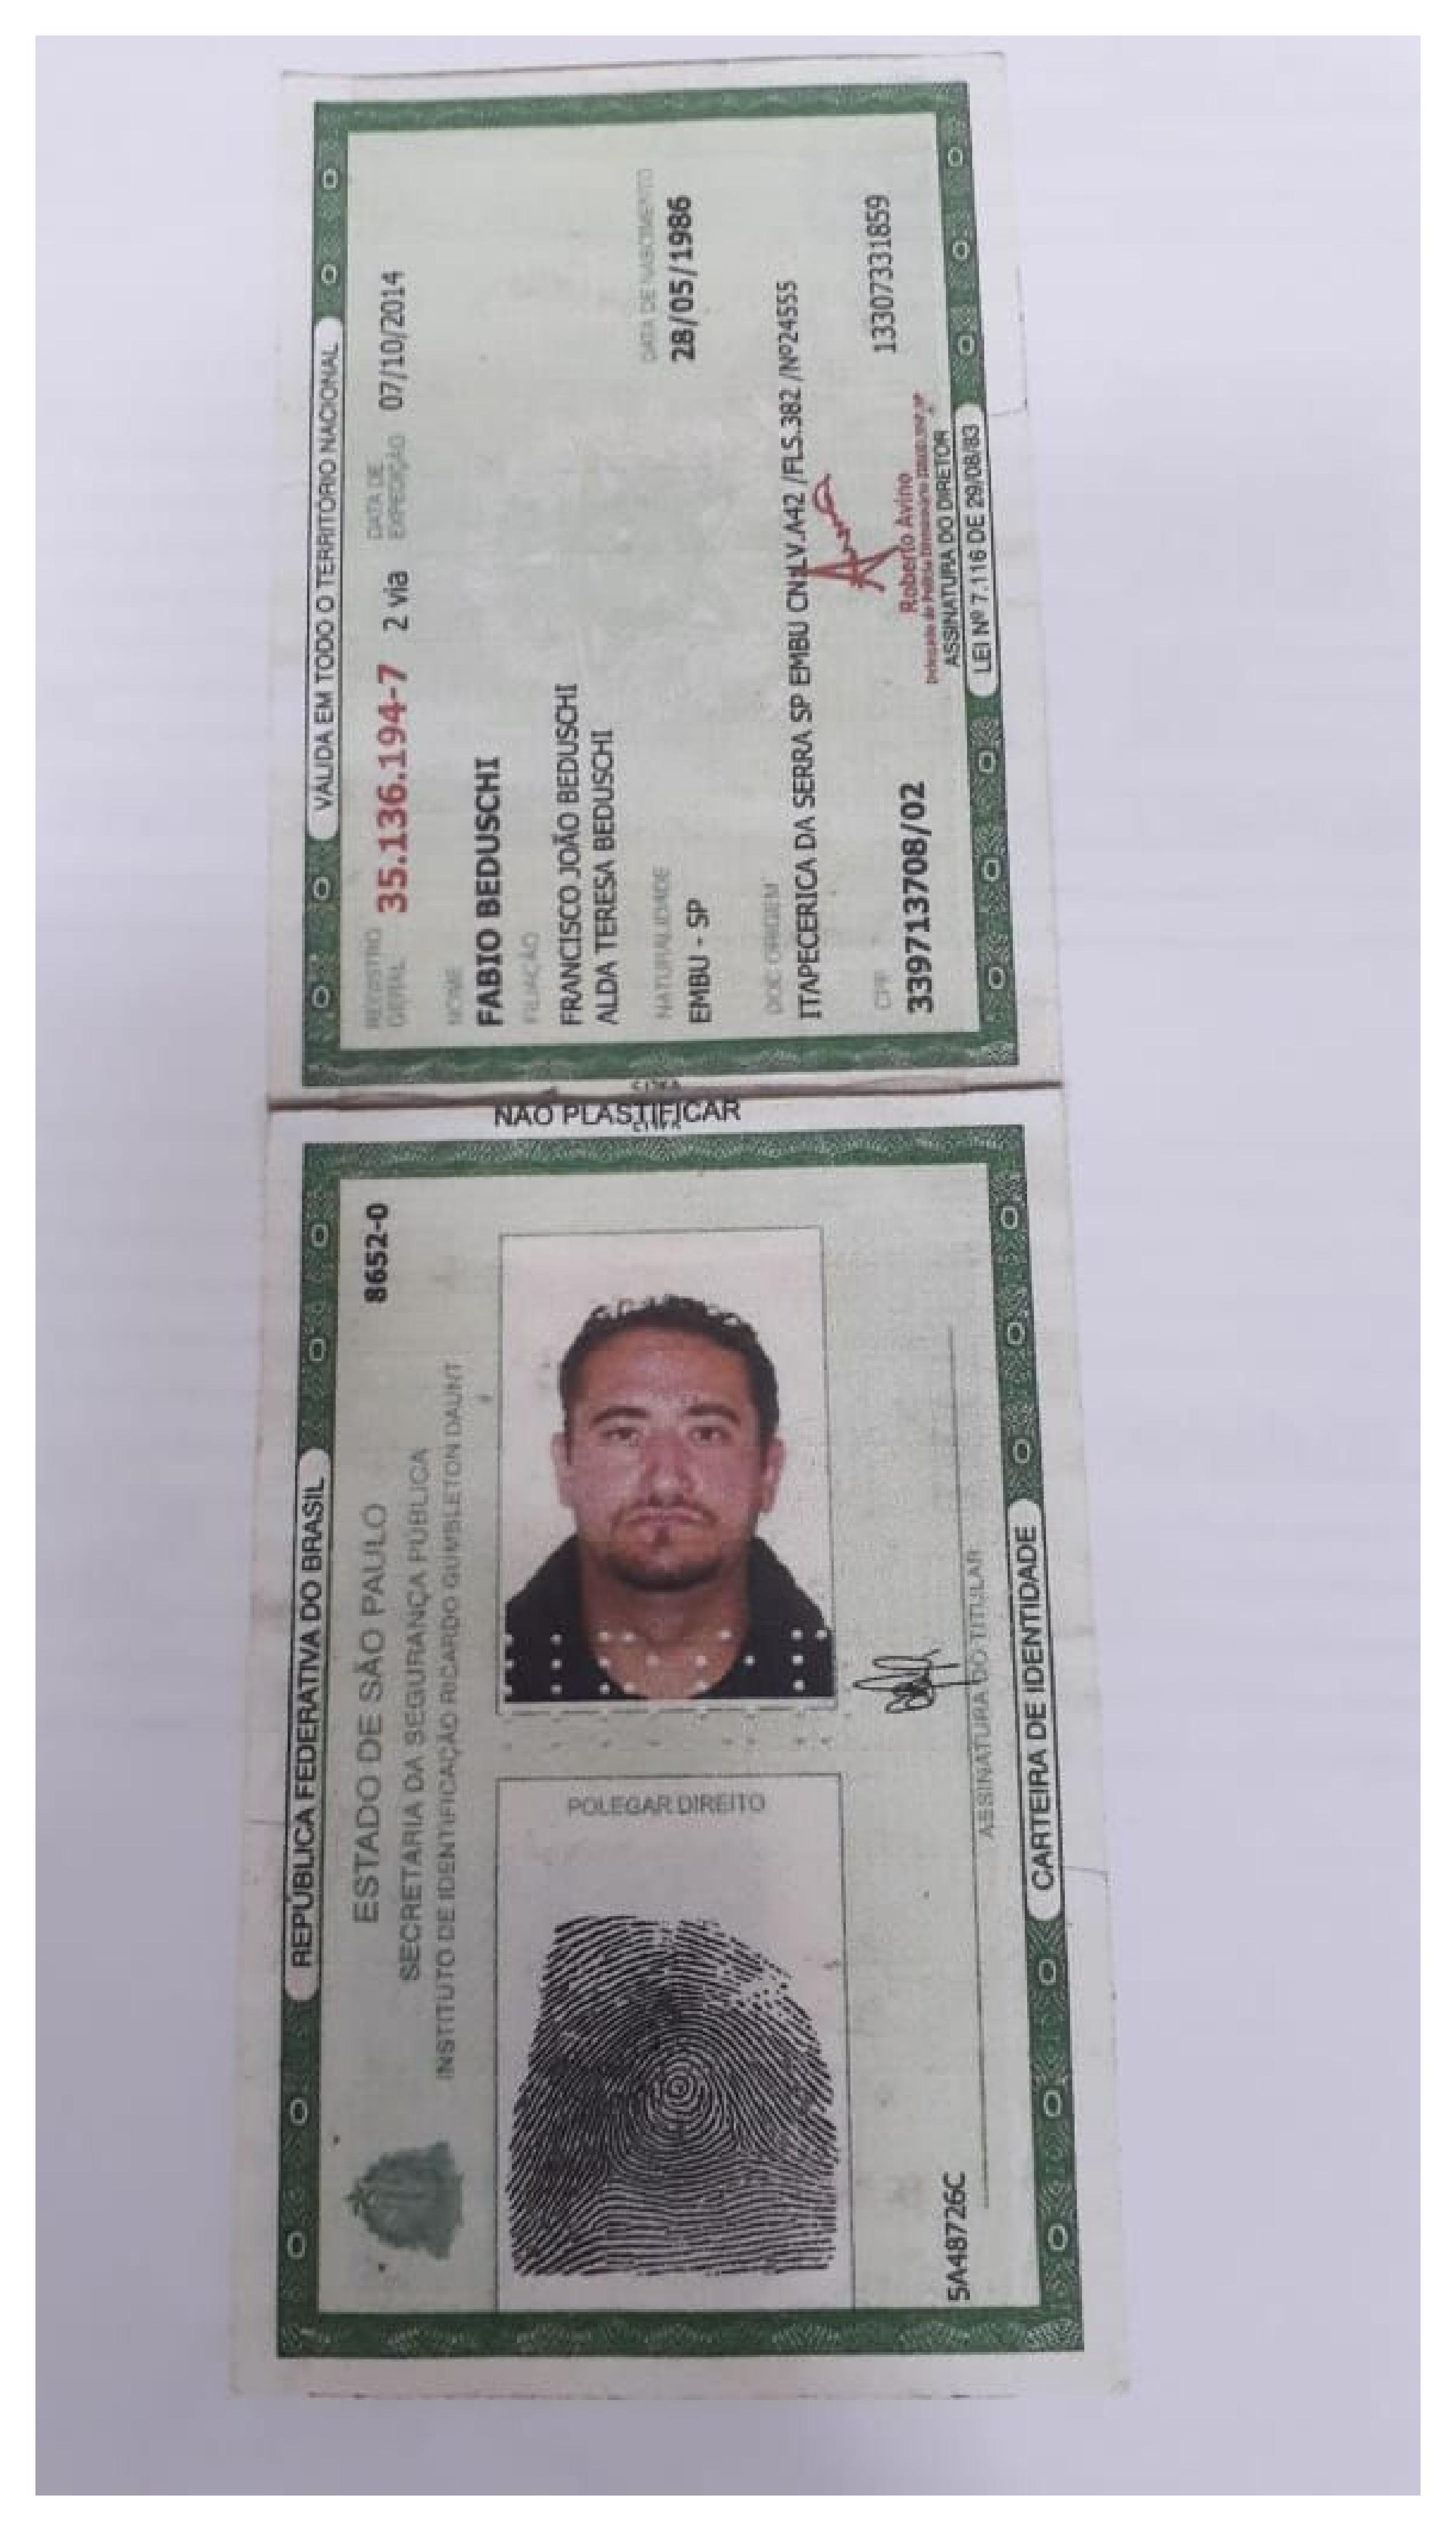 VALIDA EM TODO O TERRITÓRIO NACIONAL
REGISTRO GERAL 35.136.194-7 2 via DATA DE EXPEDIÇÃO 07/10/2014
NOME
FABIO BEDUSCHI
FILIAÇÃO
FRANCISCO JOÃO BEDUSCHI
ALDA TERESA BEDUSCHI
NATURALIDADE DATA DE NASCIMENTO
EMBU - SP 28/05/1986
DOC ORIGEM
ITAPECERICA DA SERRA SP EMBU CN:LV.A42 /FLS.382 /Nº24555
CPF
339713708/02 13307331859
Roberto Avino
Delegado de Polícia
ASSINATURA DO DIRETOR
LEI Nº 7.116 DE 29/08/83
NÃO PLASTIFICAR
REPÚBLICA FEDERATIVA DO BRASIL
ESTADO DE SÃO PAULO 8652-0
SECRETARIA DA SEGURANÇA PÚBLICA
INSTITUTO DE IDENTIFICAÇÃO RICARDO GUMBLETON DAUNT
POLEGAR DIREITO
5A48726C
ASSINATURA DO TITULAR
CARTEIRA DE IDENTIDADE